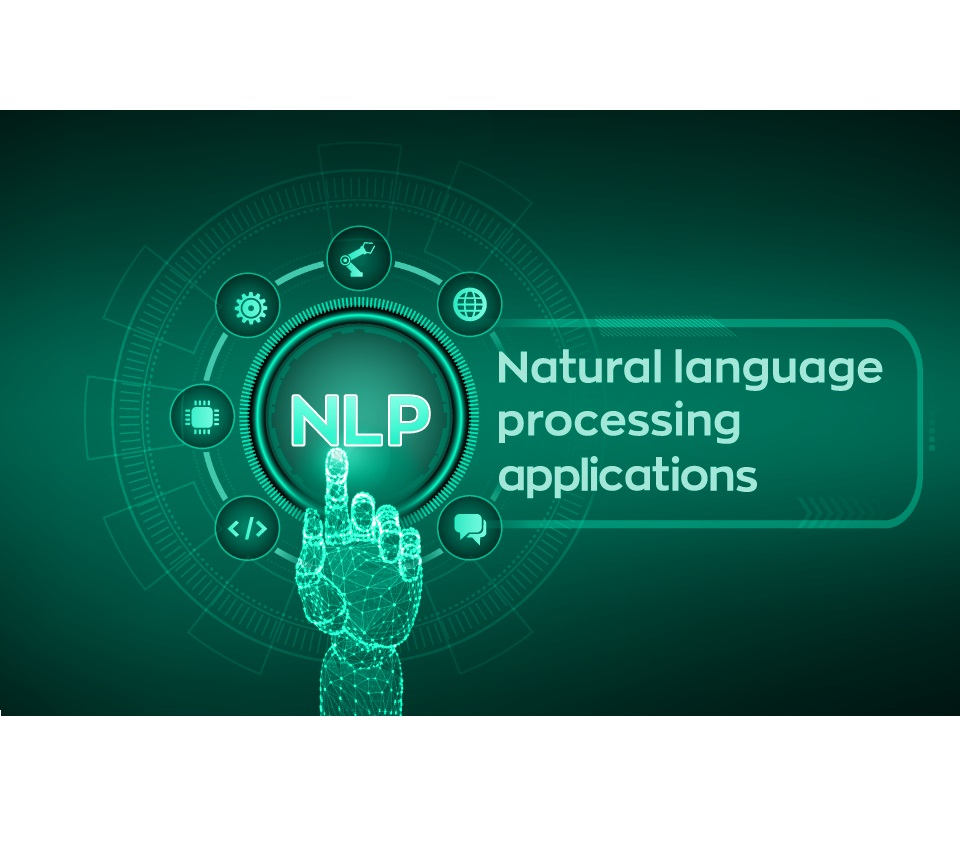 NLP
Natural language
processing
applications